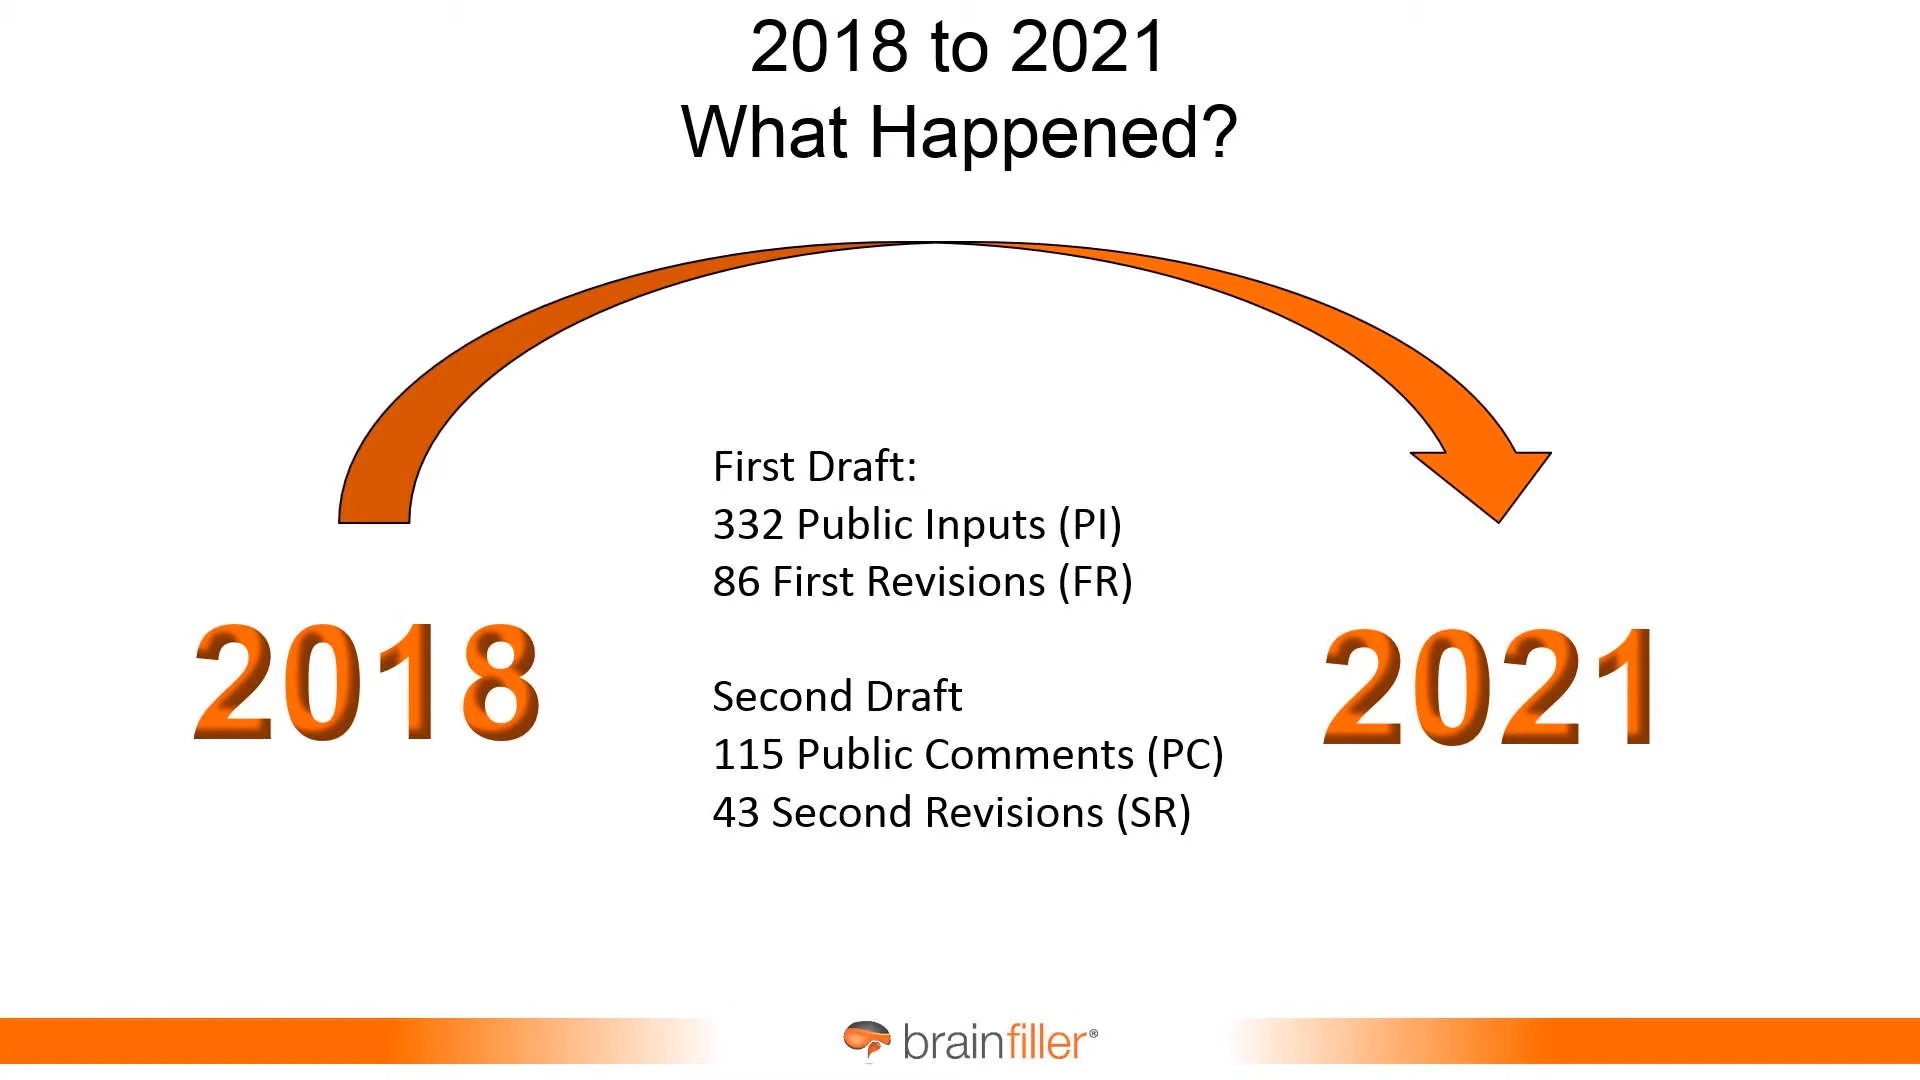 2018 to 2021
What Happened?
First Draft:
332 Public Inputs (PI)
86 First Revisions (FR)
2018
2021
Second Draft
115 Public Comments (PC)
43 Second Revisions (SR)
brainfiller®